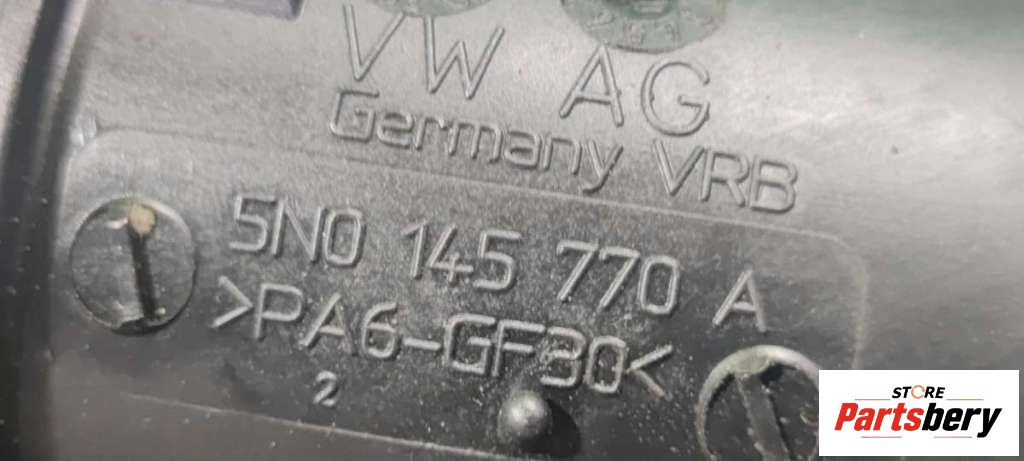 VW AG
Germany VRB
5N0 145 770 A
>PA6-GF30<
2
STORE
Partsbery